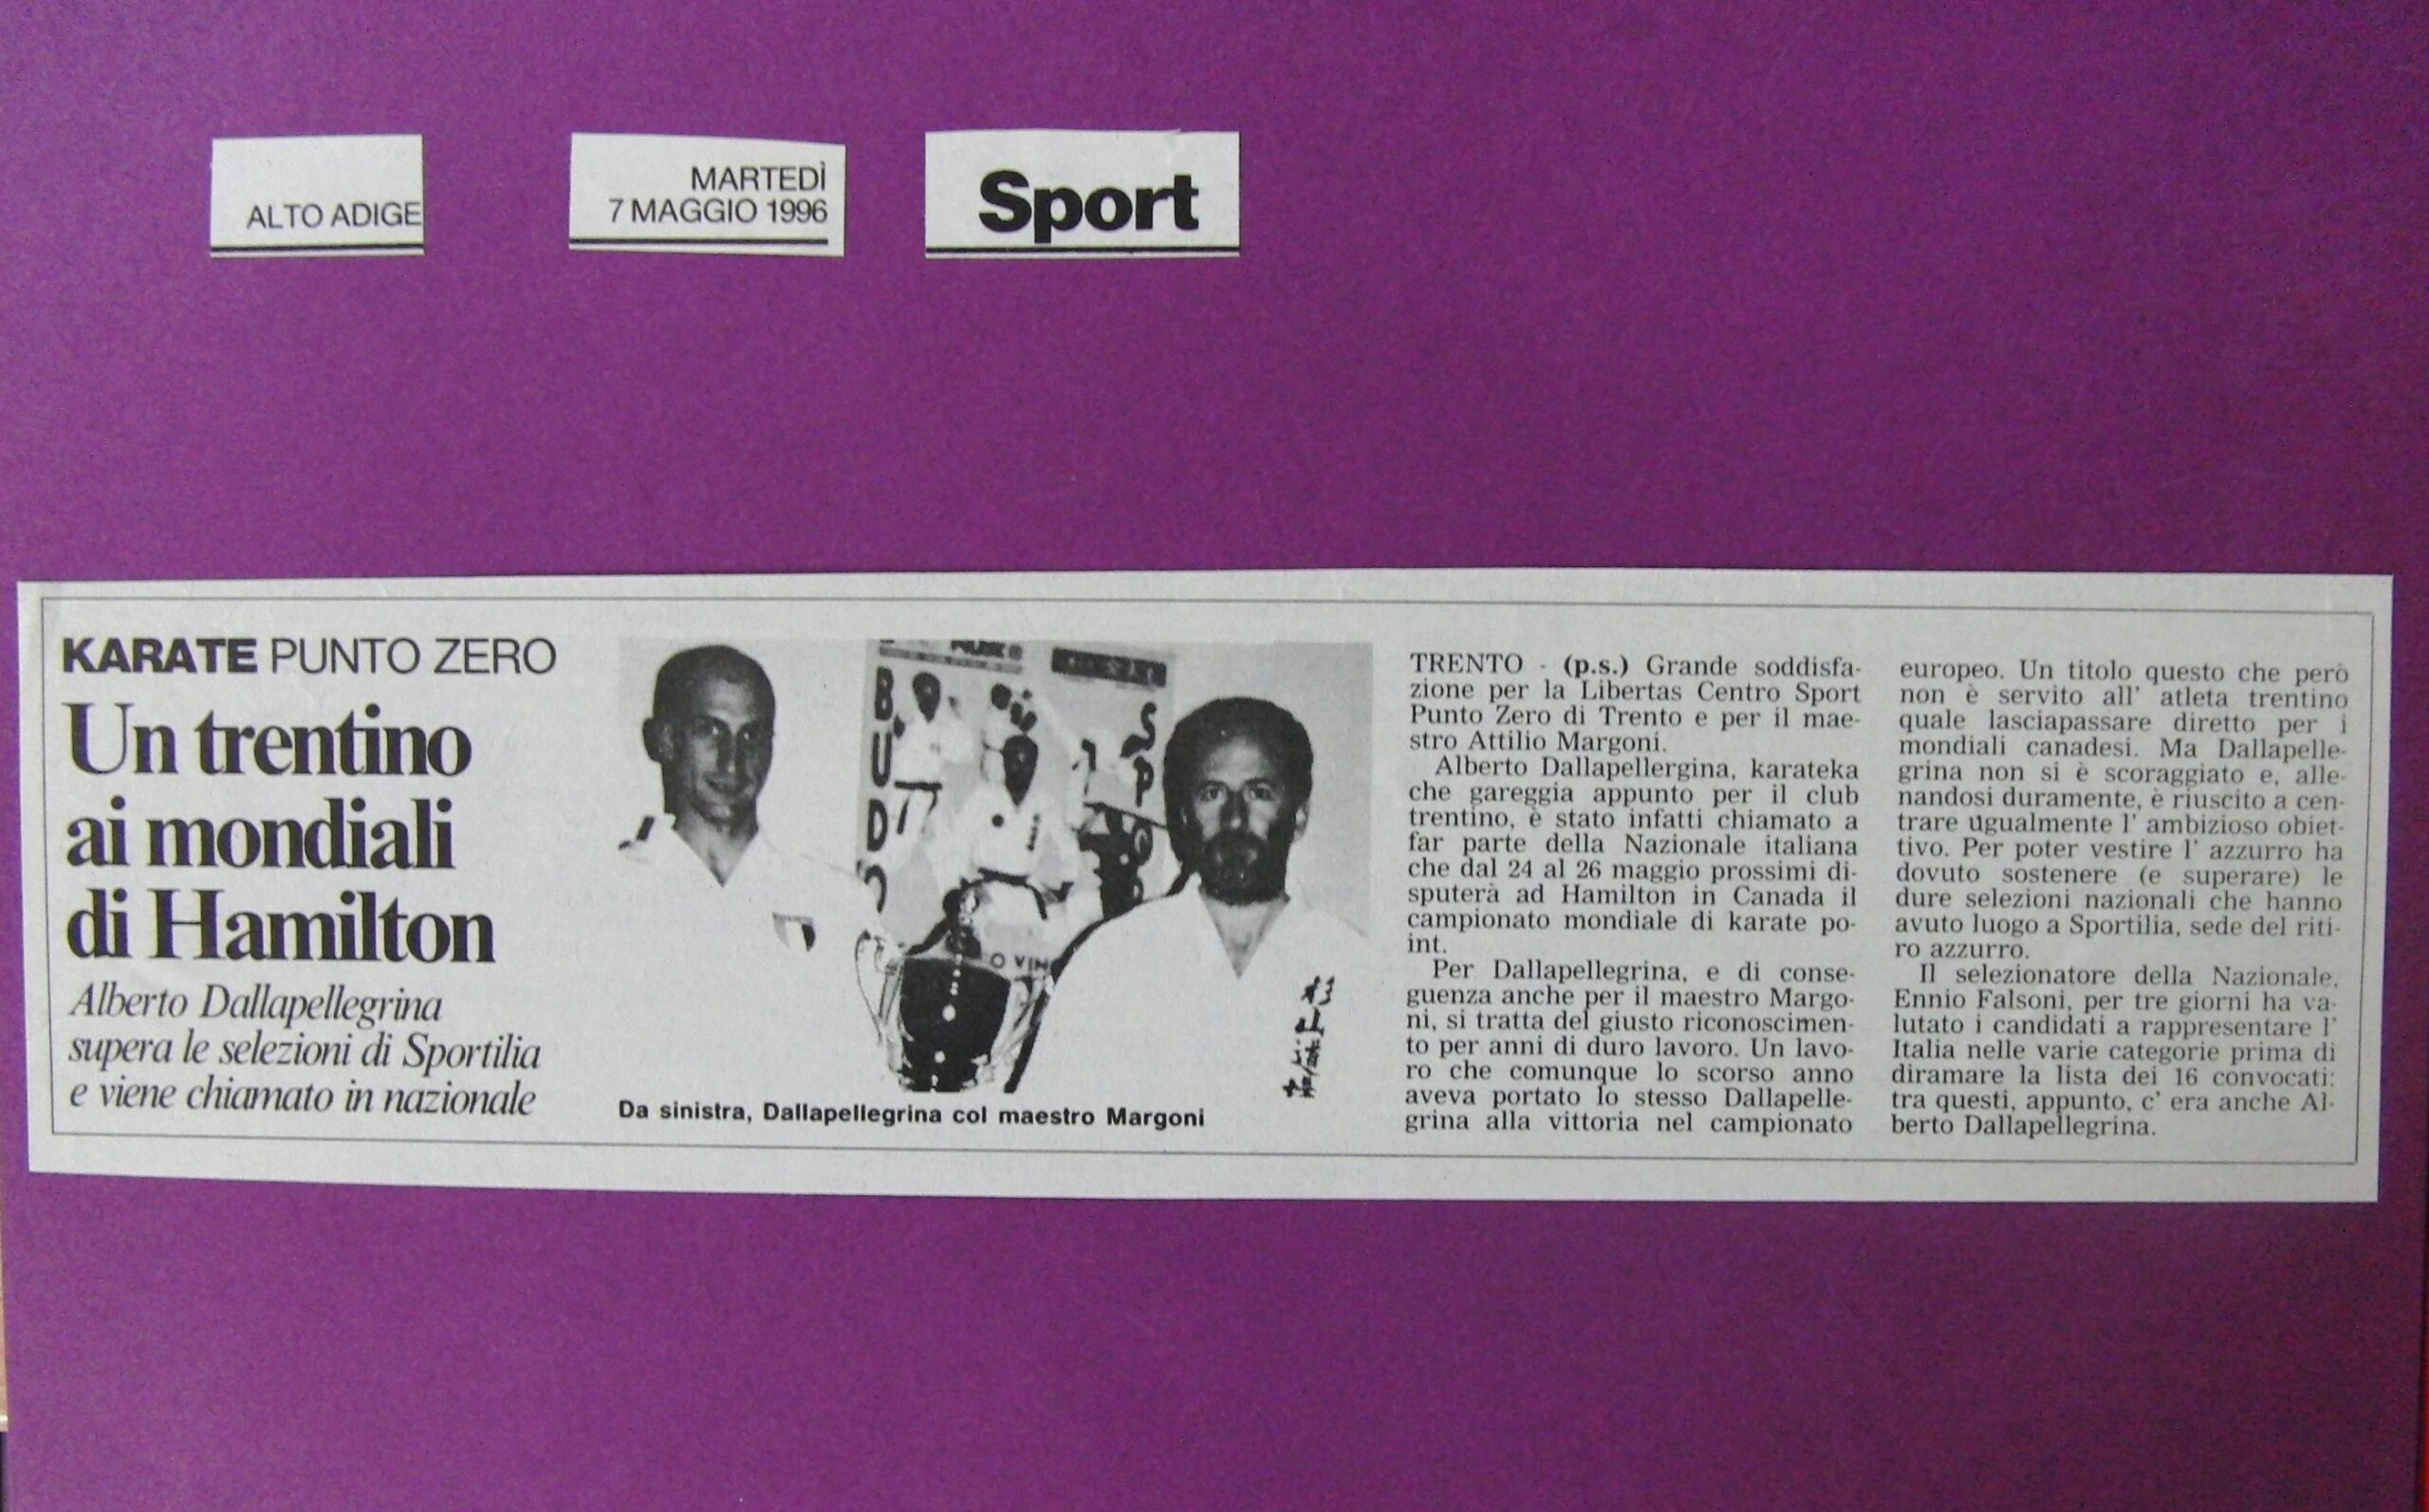 ALTO ADIGE
MARTEDÌ
7 MAGGIO 1996
Sport
KARATE PUNTO ZERO
Un trentino
ai mondiali
di Hamilton
Alberto Dallapellegrina
supera le selezioni di Sportilia
e viene chiamato in nazionale
BUDO
SPO
O VIN
Da sinistra, Dallapellegrina col maestro Margoni
TRENTO - (p.s.) Grande soddisfa-
zione per la Libertas Centro Sport
Punto Zero di Trento e per il mae-
stro Attilio Margoni.
Alberto Dallapellergina, karateka
che gareggia appunto per il club
trentino, è stato infatti chiamato a
far parte della Nazionale italiana
che dal 24 al 26 maggio prossimi di-
sputerà ad Hamilton in Canada il
campionato mondiale di karate po-
int.
Per Dallapellegrina, e di conse-
guenza anche per il maestro Margo-
ni, si tratta del giusto riconoscimen-
to per anni di duro lavoro. Un lavo-
ro che comunque lo scorso anno
aveva portato lo stesso Dallapelle-
grina alla vittoria nel campionato
europeo. Un titolo questo che però
non è servito all' atleta trentino
quale lasciapassare diretto per i
mondiali canadesi. Ma Dallapelle-
grina non si è scoraggiato e, alle-
nandosi duramente, è riuscito a cen-
trare ugualmente l' ambizioso obiet-
tivo. Per poter vestire l' azzurro ha
dovuto sostenere (e superare) le
dure selezioni nazionali che hanno
avuto luogo a Sportilia, sede del riti-
ro azzurro.
Il selezionatore della Nazionale,
Ennio Falsoni, per tre giorni ha va-
lutato i candidati a rappresentare l'
Italia nelle varie categorie prima di
diramare la lista dei 16 convocati:
tra questi, appunto, c' era anche Al-
berto Dallapellegrina.